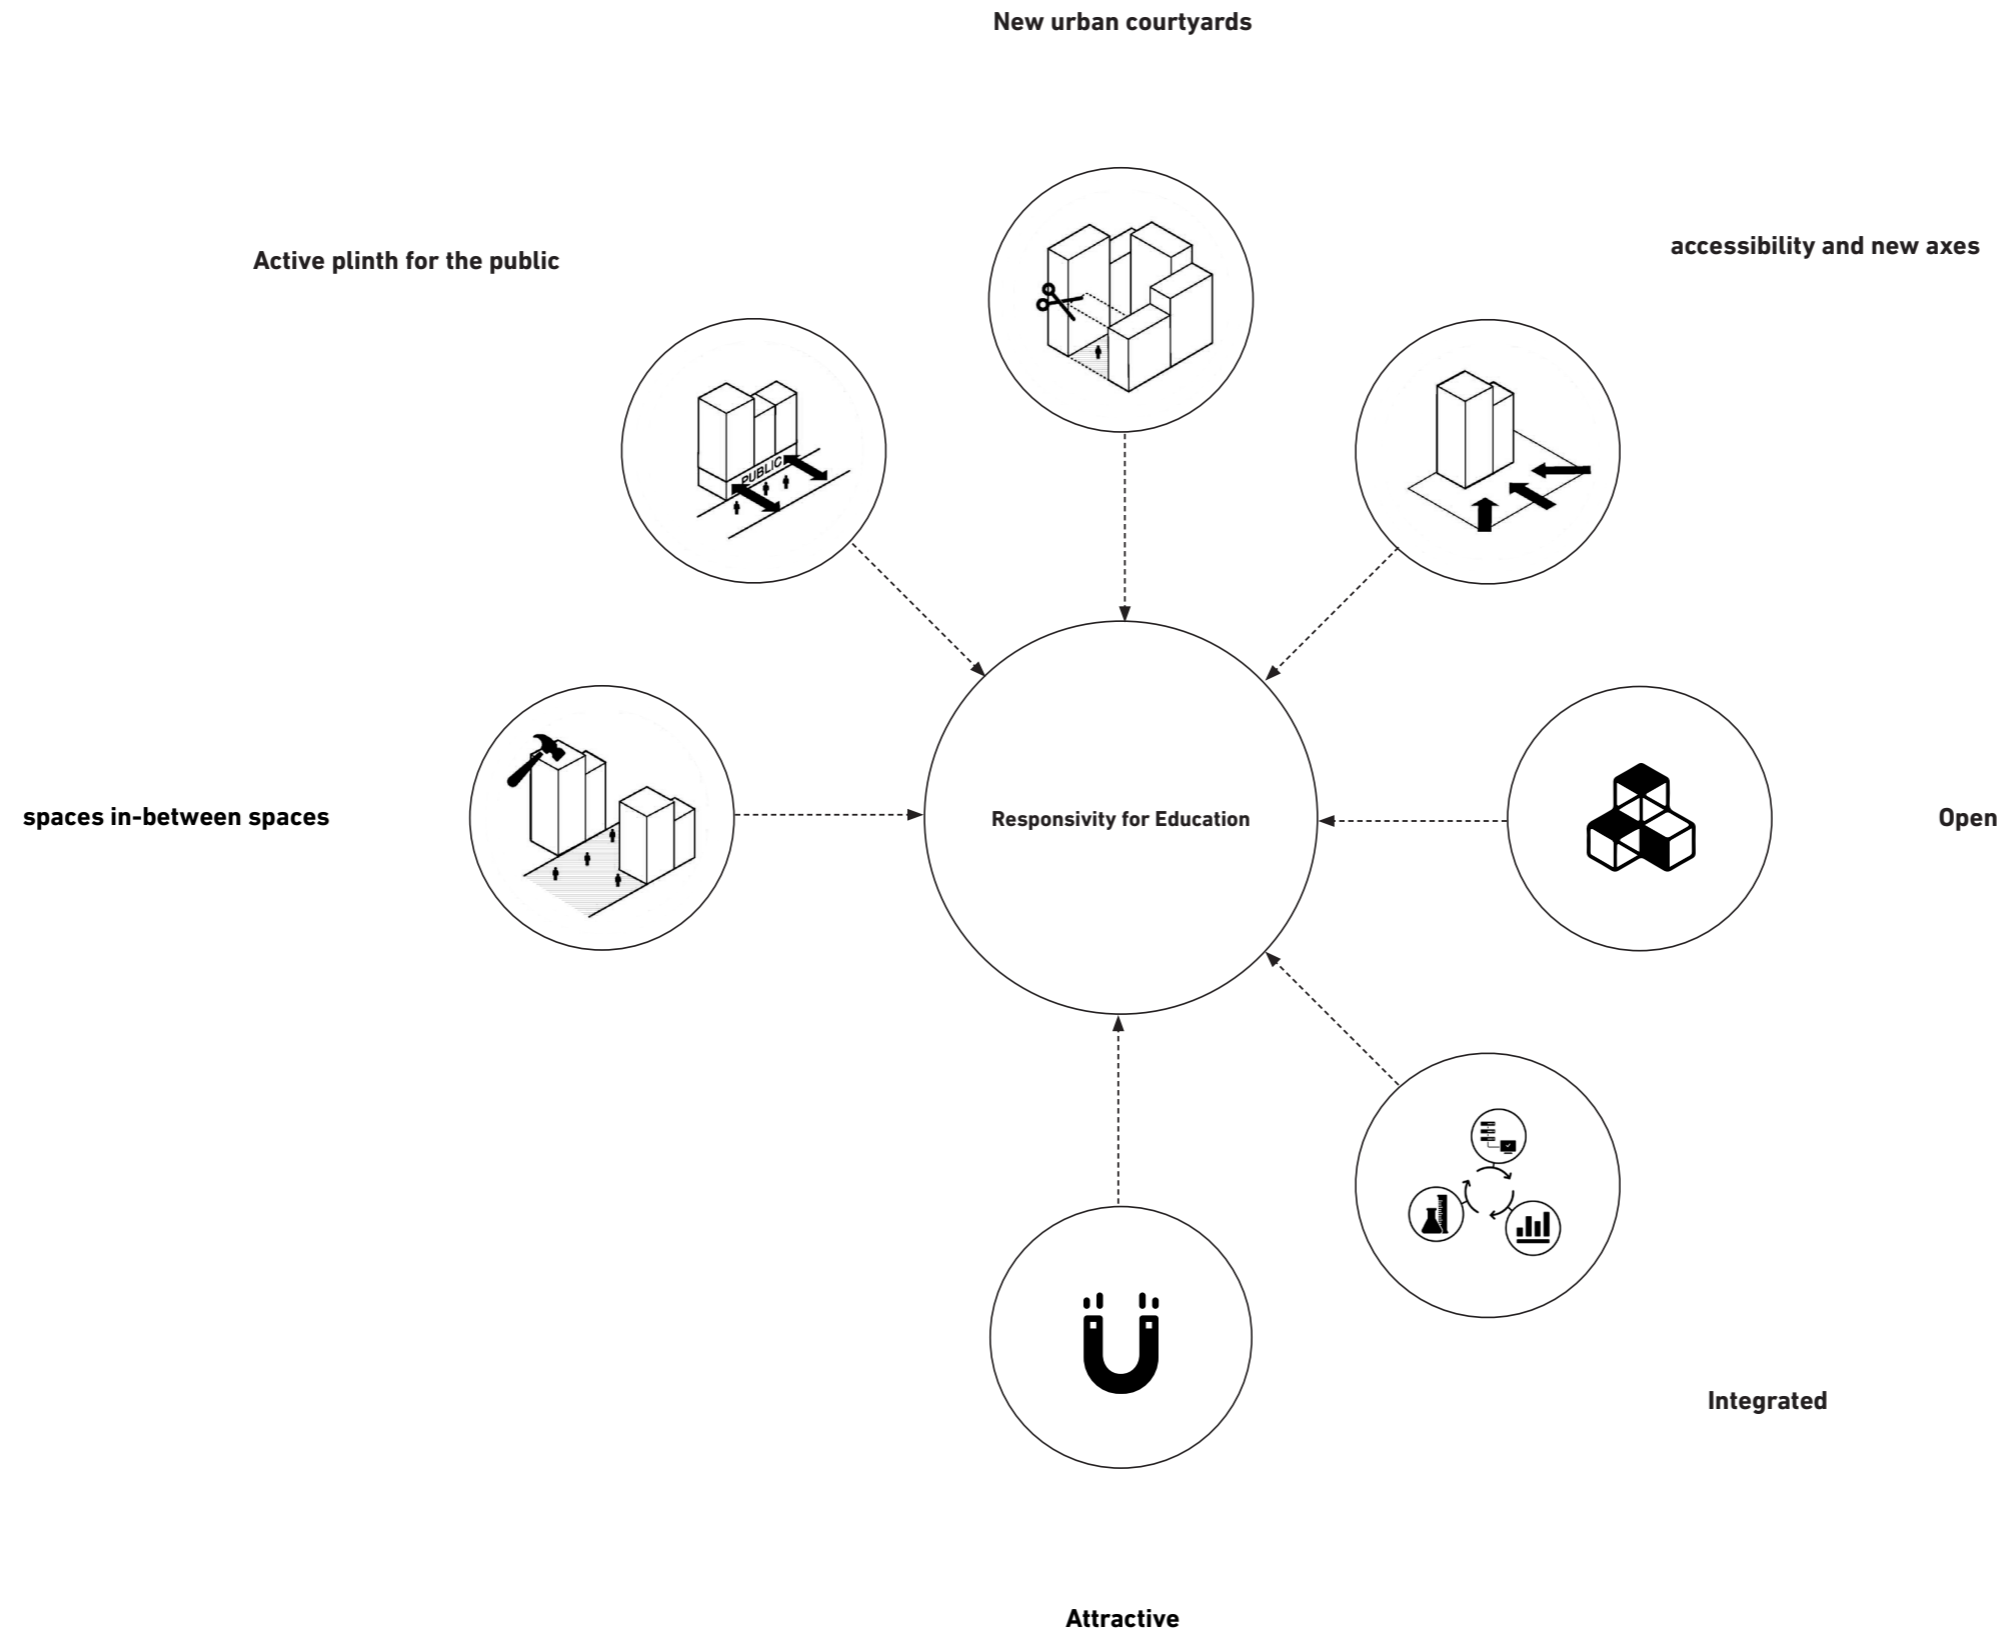 New urban courtyards
accessibility and new axes
Active plinth for the public
PUBLIC
spaces in-between spaces
Responsivity for Education
Open
Integrated
Attractive